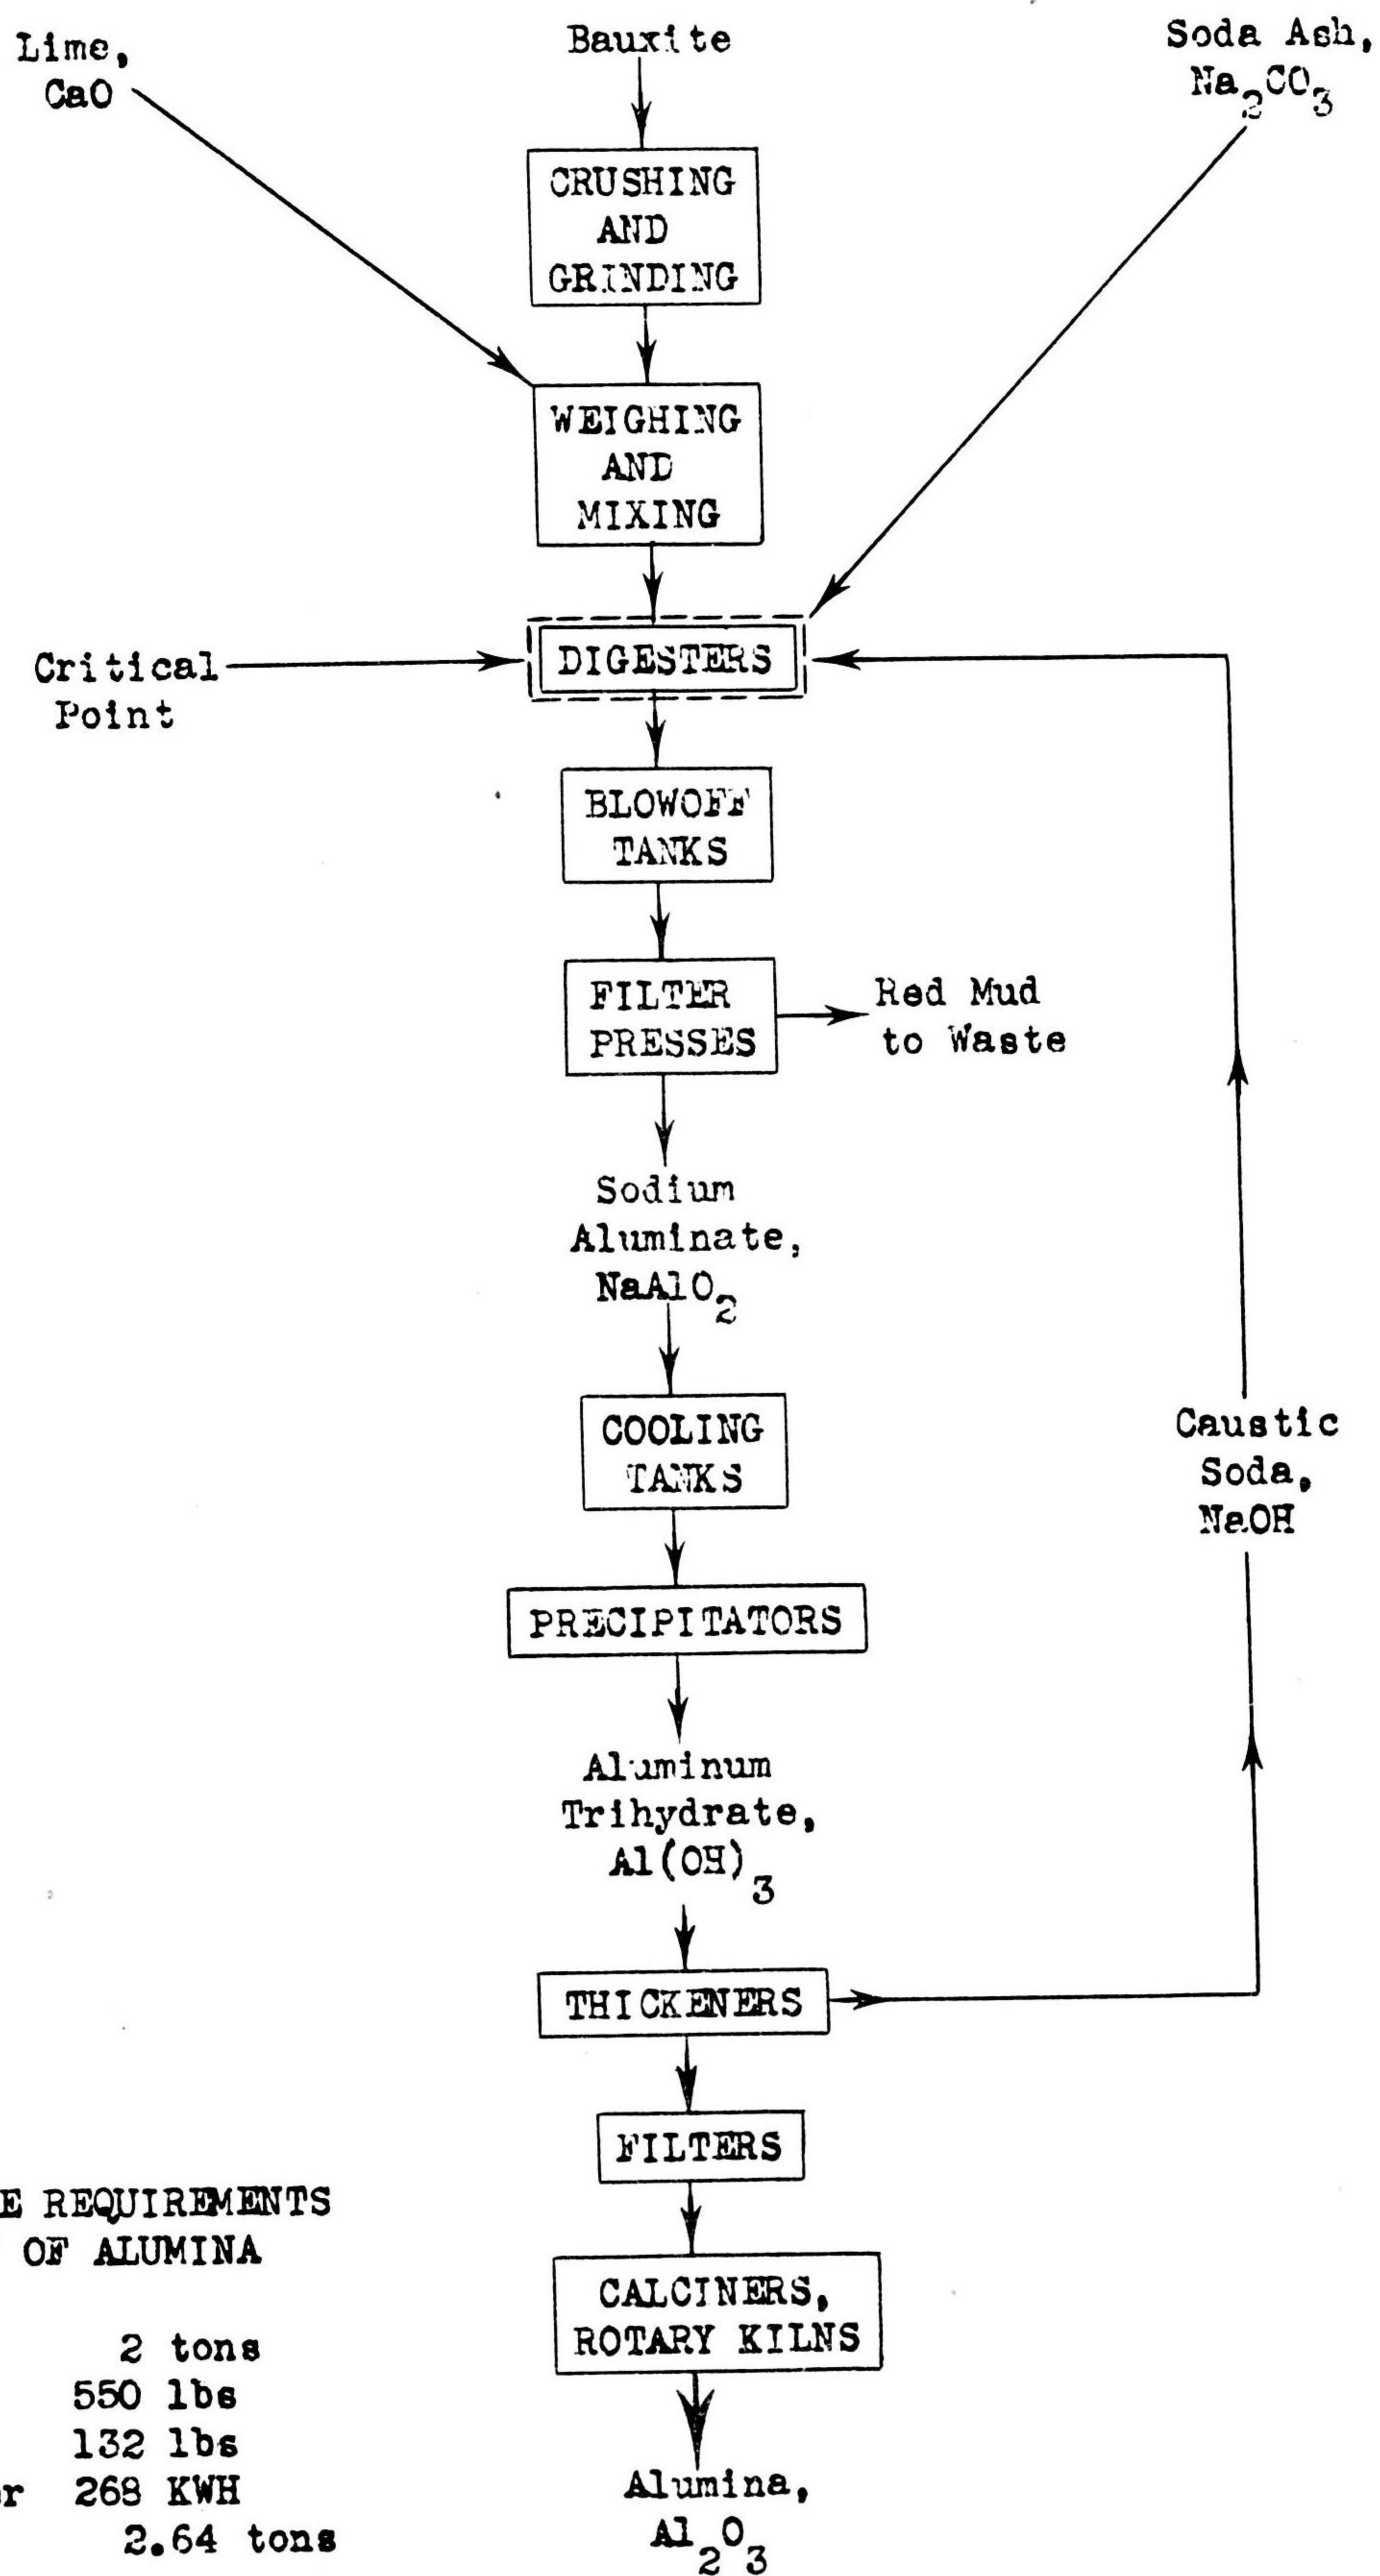 Lime,
CaO
Bauxite
Soda Ash,
Na2CO3
CRUSHING
AND
GRINDING
WEIGHING
AND
MIXING
DIGESTERS
Critical
Point
BLOWOFF
TANKS
FILTER
PRESSES
Red Mud
to Waste
Sodium
Aluminate,
NaAlO2
COOLING
TANKS
Caustic
Soda,
NaOH
PRECIPITATORS
Aluminum
Trihydrate,
Al(OH)3
THICKENERS
FILTERS
CALCINERS,
ROTARY KILNS
Alumina,
Al2O3
REQUIREMENTS
OF ALUMINA
2 tons
550 lbs
132 lbs
268 KWH
2.64 tons